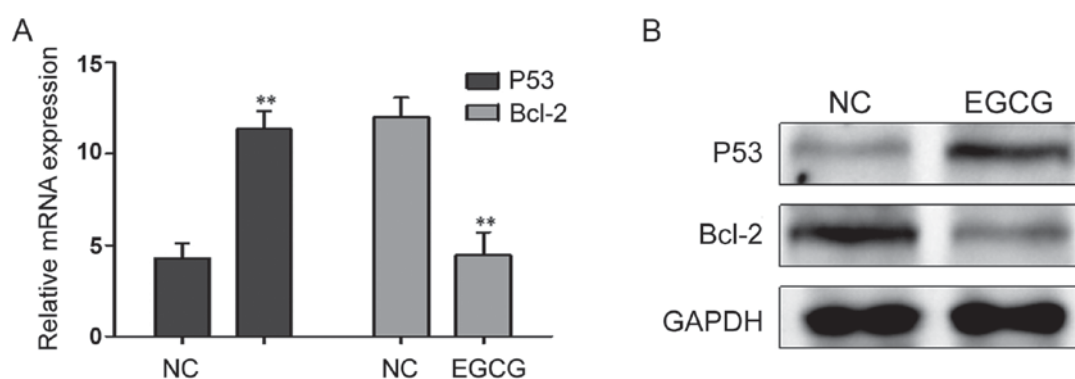 A
Relative mRNA expression
15
10
5
0
P53
Bcl-2
**
**
NC
NC
EGCG
B
NC
EGCG
P53
Bcl-2
GAPDH